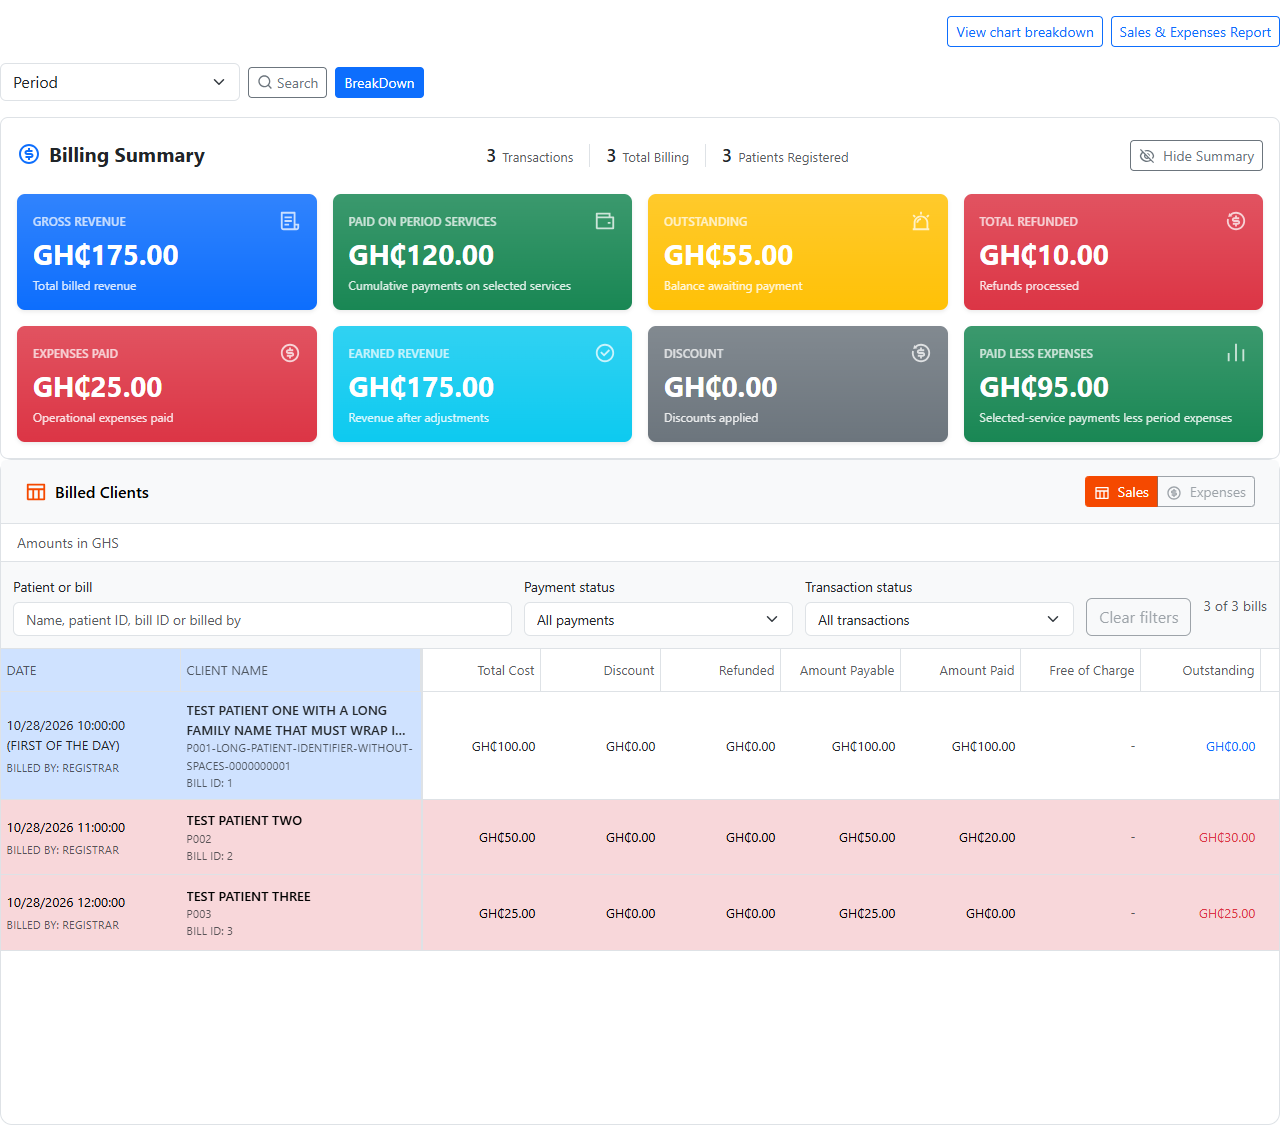 View chart breakdown
Sales & Expenses Report
Period
Search
BreakDown
Billing Summary
3 Transactions
3 Total Billing
3 Patients Registered
Hide Summary
GROSS REVENUE
GH₵175.00
Total billed revenue
PAID ON PERIOD SERVICES
GH₵120.00
Cumulative payments on selected services
OUTSTANDING
GH₵55.00
Balance awaiting payment
TOTAL REFUNDED
GH₵10.00
Refunds processed
EXPENSES PAID
GH₵25.00
Operational expenses paid
EARNED REVENUE
GH₵175.00
Revenue after adjustments
DISCOUNT
GH₵0.00
Discounts applied
PAID LESS EXPENSES
GH₵95.00
Selected-service payments less period expenses
Billed Clients
Sales
Expenses
Amounts in GHS
Patient or bill
Name, patient ID, bill ID or billed by
Payment status
All payments
Transaction status
All transactions
Clear filters
3 of 3 bills
DATE CLIENT NAME Total Cost Discount Refunded Amount Payable Amount Paid Free of Charge Outstanding
10/28/2026 10:00:00
(FIRST OF THE DAY)
BILLED BY: REGISTRAR
TEST PATIENT ONE WITH A LONG
FAMILY NAME THAT MUST WRAP I...
P001-LONG-PATIENT-IDENTIFIER-WITHOUT-
SPACES-0000000001
BILL ID: 1
GH₵100.00 GH₵0.00 GH₵0.00 GH₵100.00 GH₵100.00 - GH₵0.00
10/28/2026 11:00:00
BILLED BY: REGISTRAR
TEST PATIENT TWO
P002
BILL ID: 2
GH₵50.00 GH₵0.00 GH₵0.00 GH₵50.00 GH₵20.00 - GH₵30.00
10/28/2026 12:00:00
BILLED BY: REGISTRAR
TEST PATIENT THREE
P003
BILL ID: 3
GH₵25.00 GH₵0.00 GH₵0.00 GH₵25.00 GH₵0.00 - GH₵25.00